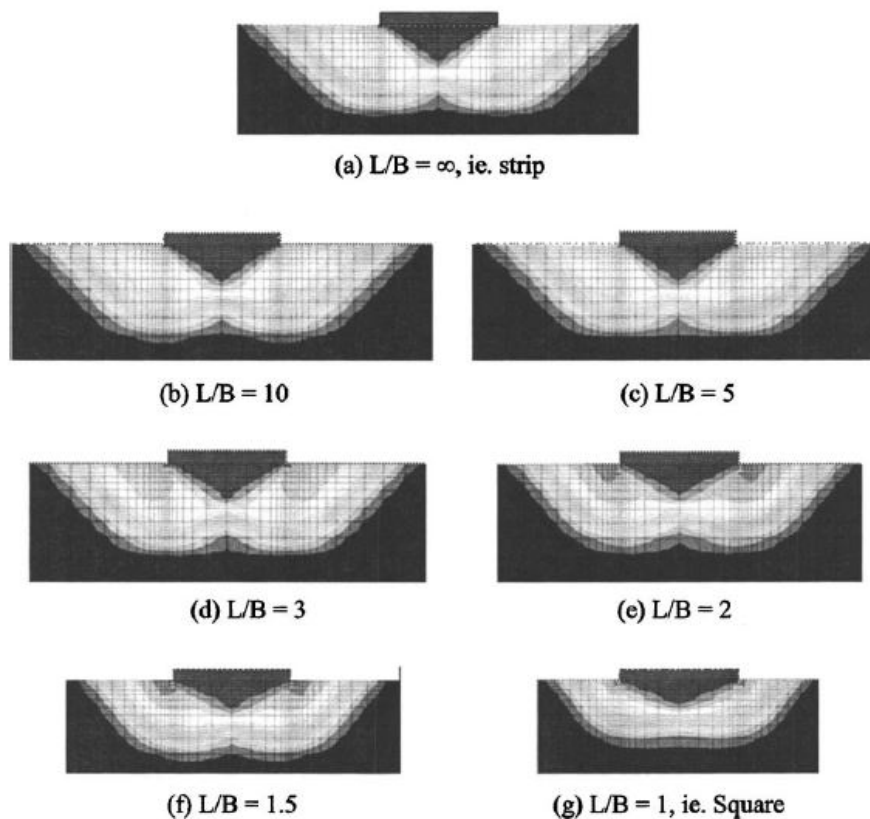 (a) L/B = ∞, ie. strip
(b) L/B = 10
(c) L/B = 5
(d) L/B = 3
(e) L/B = 2
(f) L/B = 1.5
(g) L/B = 1, ie. Square